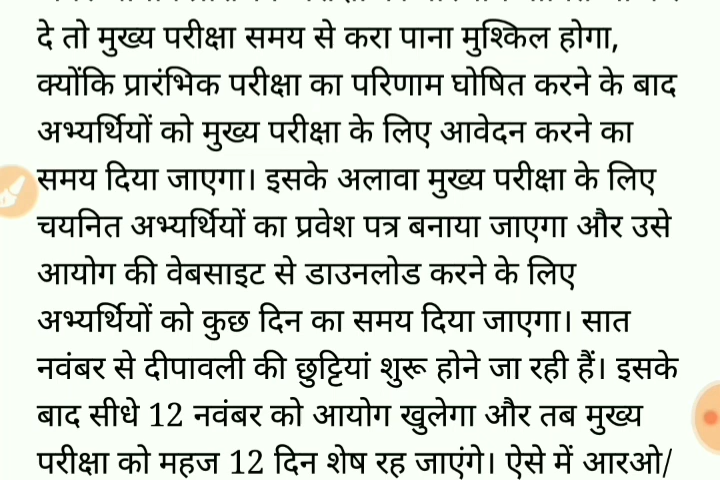 दे तो मुख्य परीक्षा समय से करा पाना मुश्किल होगा,
क्योंकि प्रारंभिक परीक्षा का परिणाम घोषित करने के बाद
अभ्यर्थियों को मुख्य परीक्षा के लिए आवेदन करने का
समय दिया जाएगा। इसके अलावा मुख्य परीक्षा के लिए
चयनित अभ्यर्थियों का प्रवेश पत्र बनाया जाएगा और उसे
आयोग की वेबसाइट से डाउनलोड करने के लिए
अभ्यर्थियों को कुछ दिन का समय दिया जाएगा। सात
नवंबर से दीपावली की छुट्टियां शुरू होने जा रही हैं। इसके
बाद सीधे 12 नवंबर को आयोग खुलेगा और तब मुख्य
परीक्षा को महज 12 दिन शेष रह जाएंगे। ऐसे में आरओ/